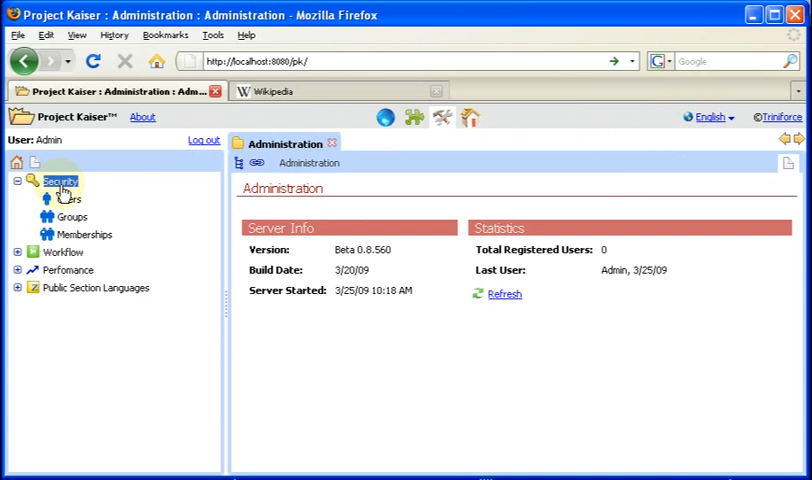 Project Kaiser : Administration : Administration - Mozilla Firefox
File Edit View History Bookmarks Tools Help
http://localhost:8080/pk/
Google
Project Kaiser : Administration : Adm...
Wikipedia
Project Kaiser™ About
English
©Triniforce
User: Admin
Log out
Administration
Administration
Security
Groups
Memberships
Workflow
Perfomance
Public Section Languages
Administration
Server Info
Version: Beta 0.8.560
Build Date: 3/20/09
Server Started: 3/25/09 10:18 AM
Statistics
Total Registered Users: 0
Last User: Admin, 3/25/09
Refresh